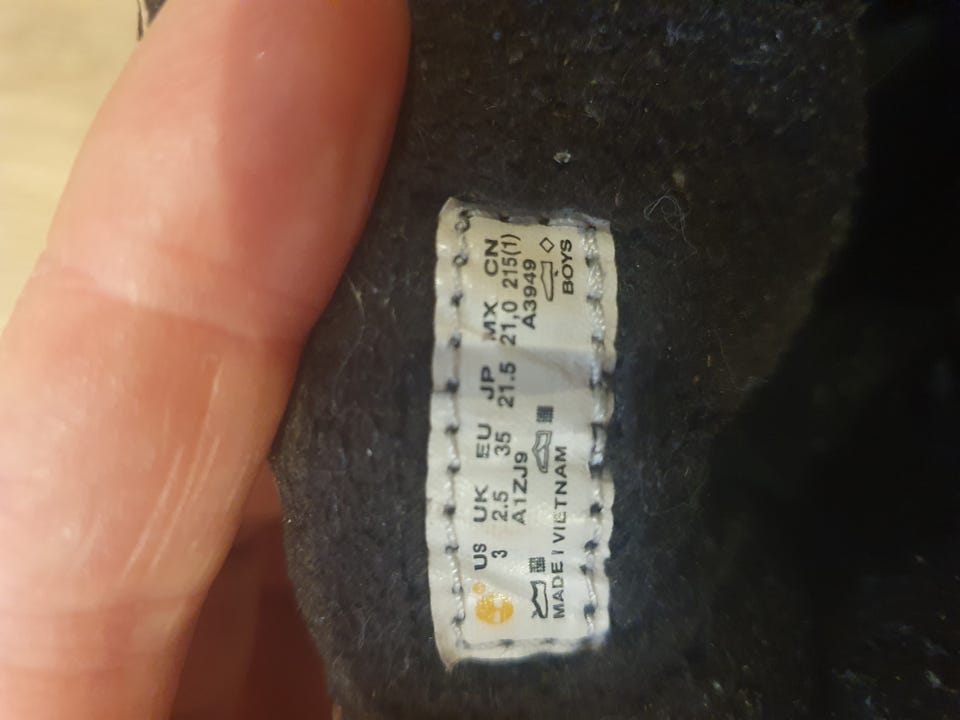 US UK EU JP MX CN
3 2.5 35 21.5 21,0 215(1)
A1ZJ9 A3949
MADE I VIETNAM BOYS